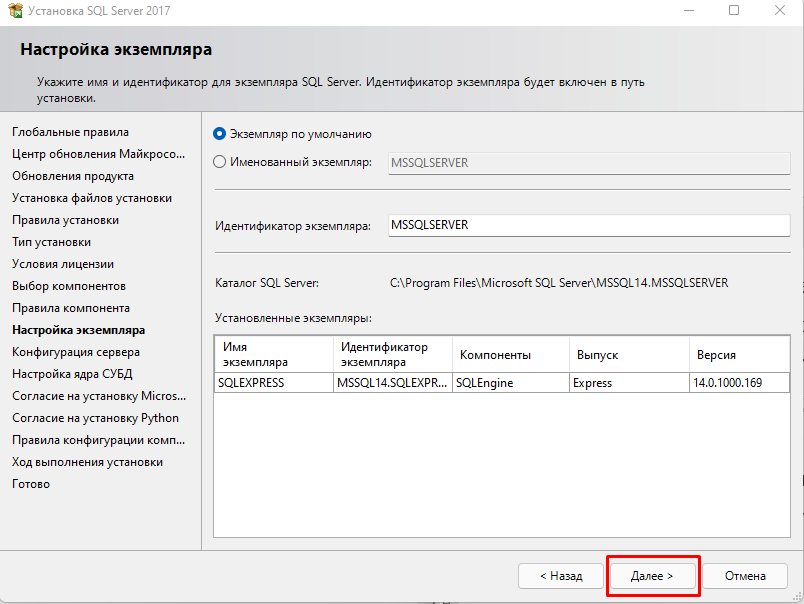 Установка SQL Server 2017
Настройка экземпляра
Укажите имя и идентификатор для экземпляра SQL Server. Идентификатор экземпляра будет включен в путь
установки.
Глобальные правила
Центр обновления Майкросо...
Обновления продукта
Установка файлов установки
Правила установки
Тип установки
Условия лицензии
Выбор компонентов
Правила компонента
Настройка экземпляра
Конфигурация сервера
Настройка ядра СУБД
Согласие на установку Micros...
Согласие на установку Python
Правила конфигурации комп...
Ход выполнения установки
Готово
Экземпляр по умолчанию
Именованный экземпляр: MSSQLSERVER
Идентификатор экземпляра: MSSQLSERVER
Каталог SQL Server: C:\Program Files\Microsoft SQL Server\MSSQL14.MSSQLSERVER
Установленные экземпляры:
Имя экземпляра Идентификатор экземпляра Компоненты Выпуск Версия
SQLEXPRESS MSSQL14.SQLEXPR... SQLEngine Express 14.0.1000.169
< Назад Далее > Отмена